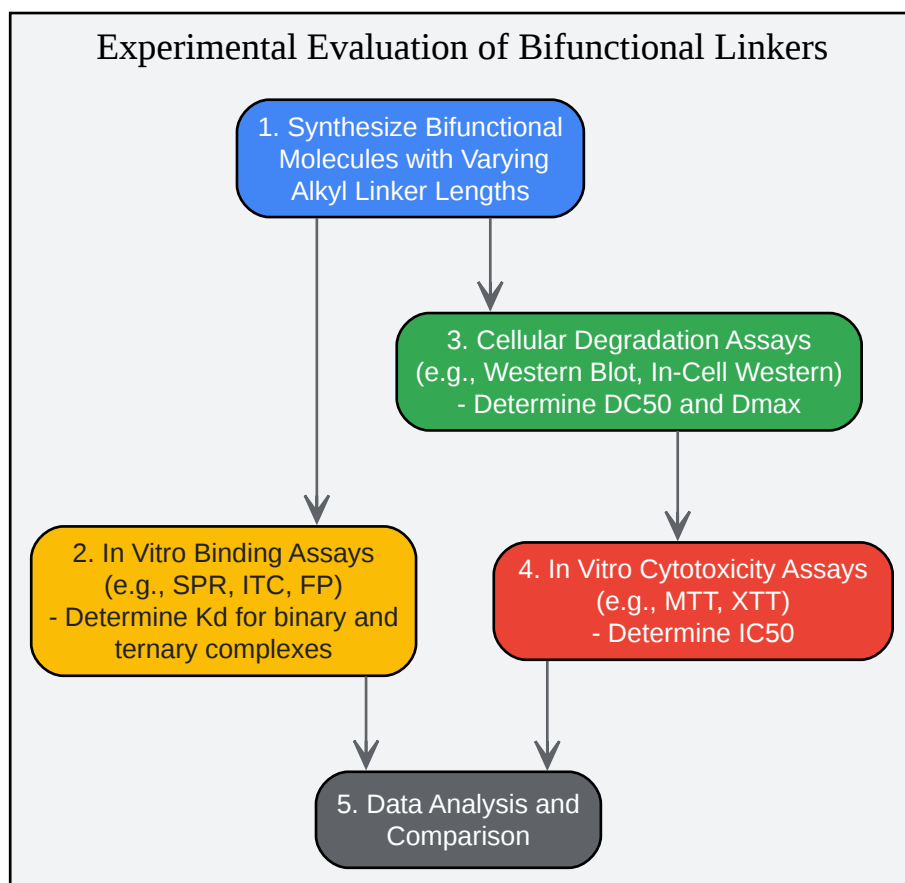 Experimental Evaluation of Bifunctional Linkers
1. Synthesize Bifunctional
Molecules with Varying
Alkyl Linker Lengths
3. Cellular Degradation Assays
(e.g., Western Blot, In-Cell Western)
- Determine DC50 and Dmax
2. In Vitro Binding Assays
(e.g., SPR, ITC, FP)
- Determine Kd for binary and
ternary complexes
4. In Vitro Cytotoxicity Assays
(e.g., MTT, XTT)
- Determine IC50
5. Data Analysis and
Comparison